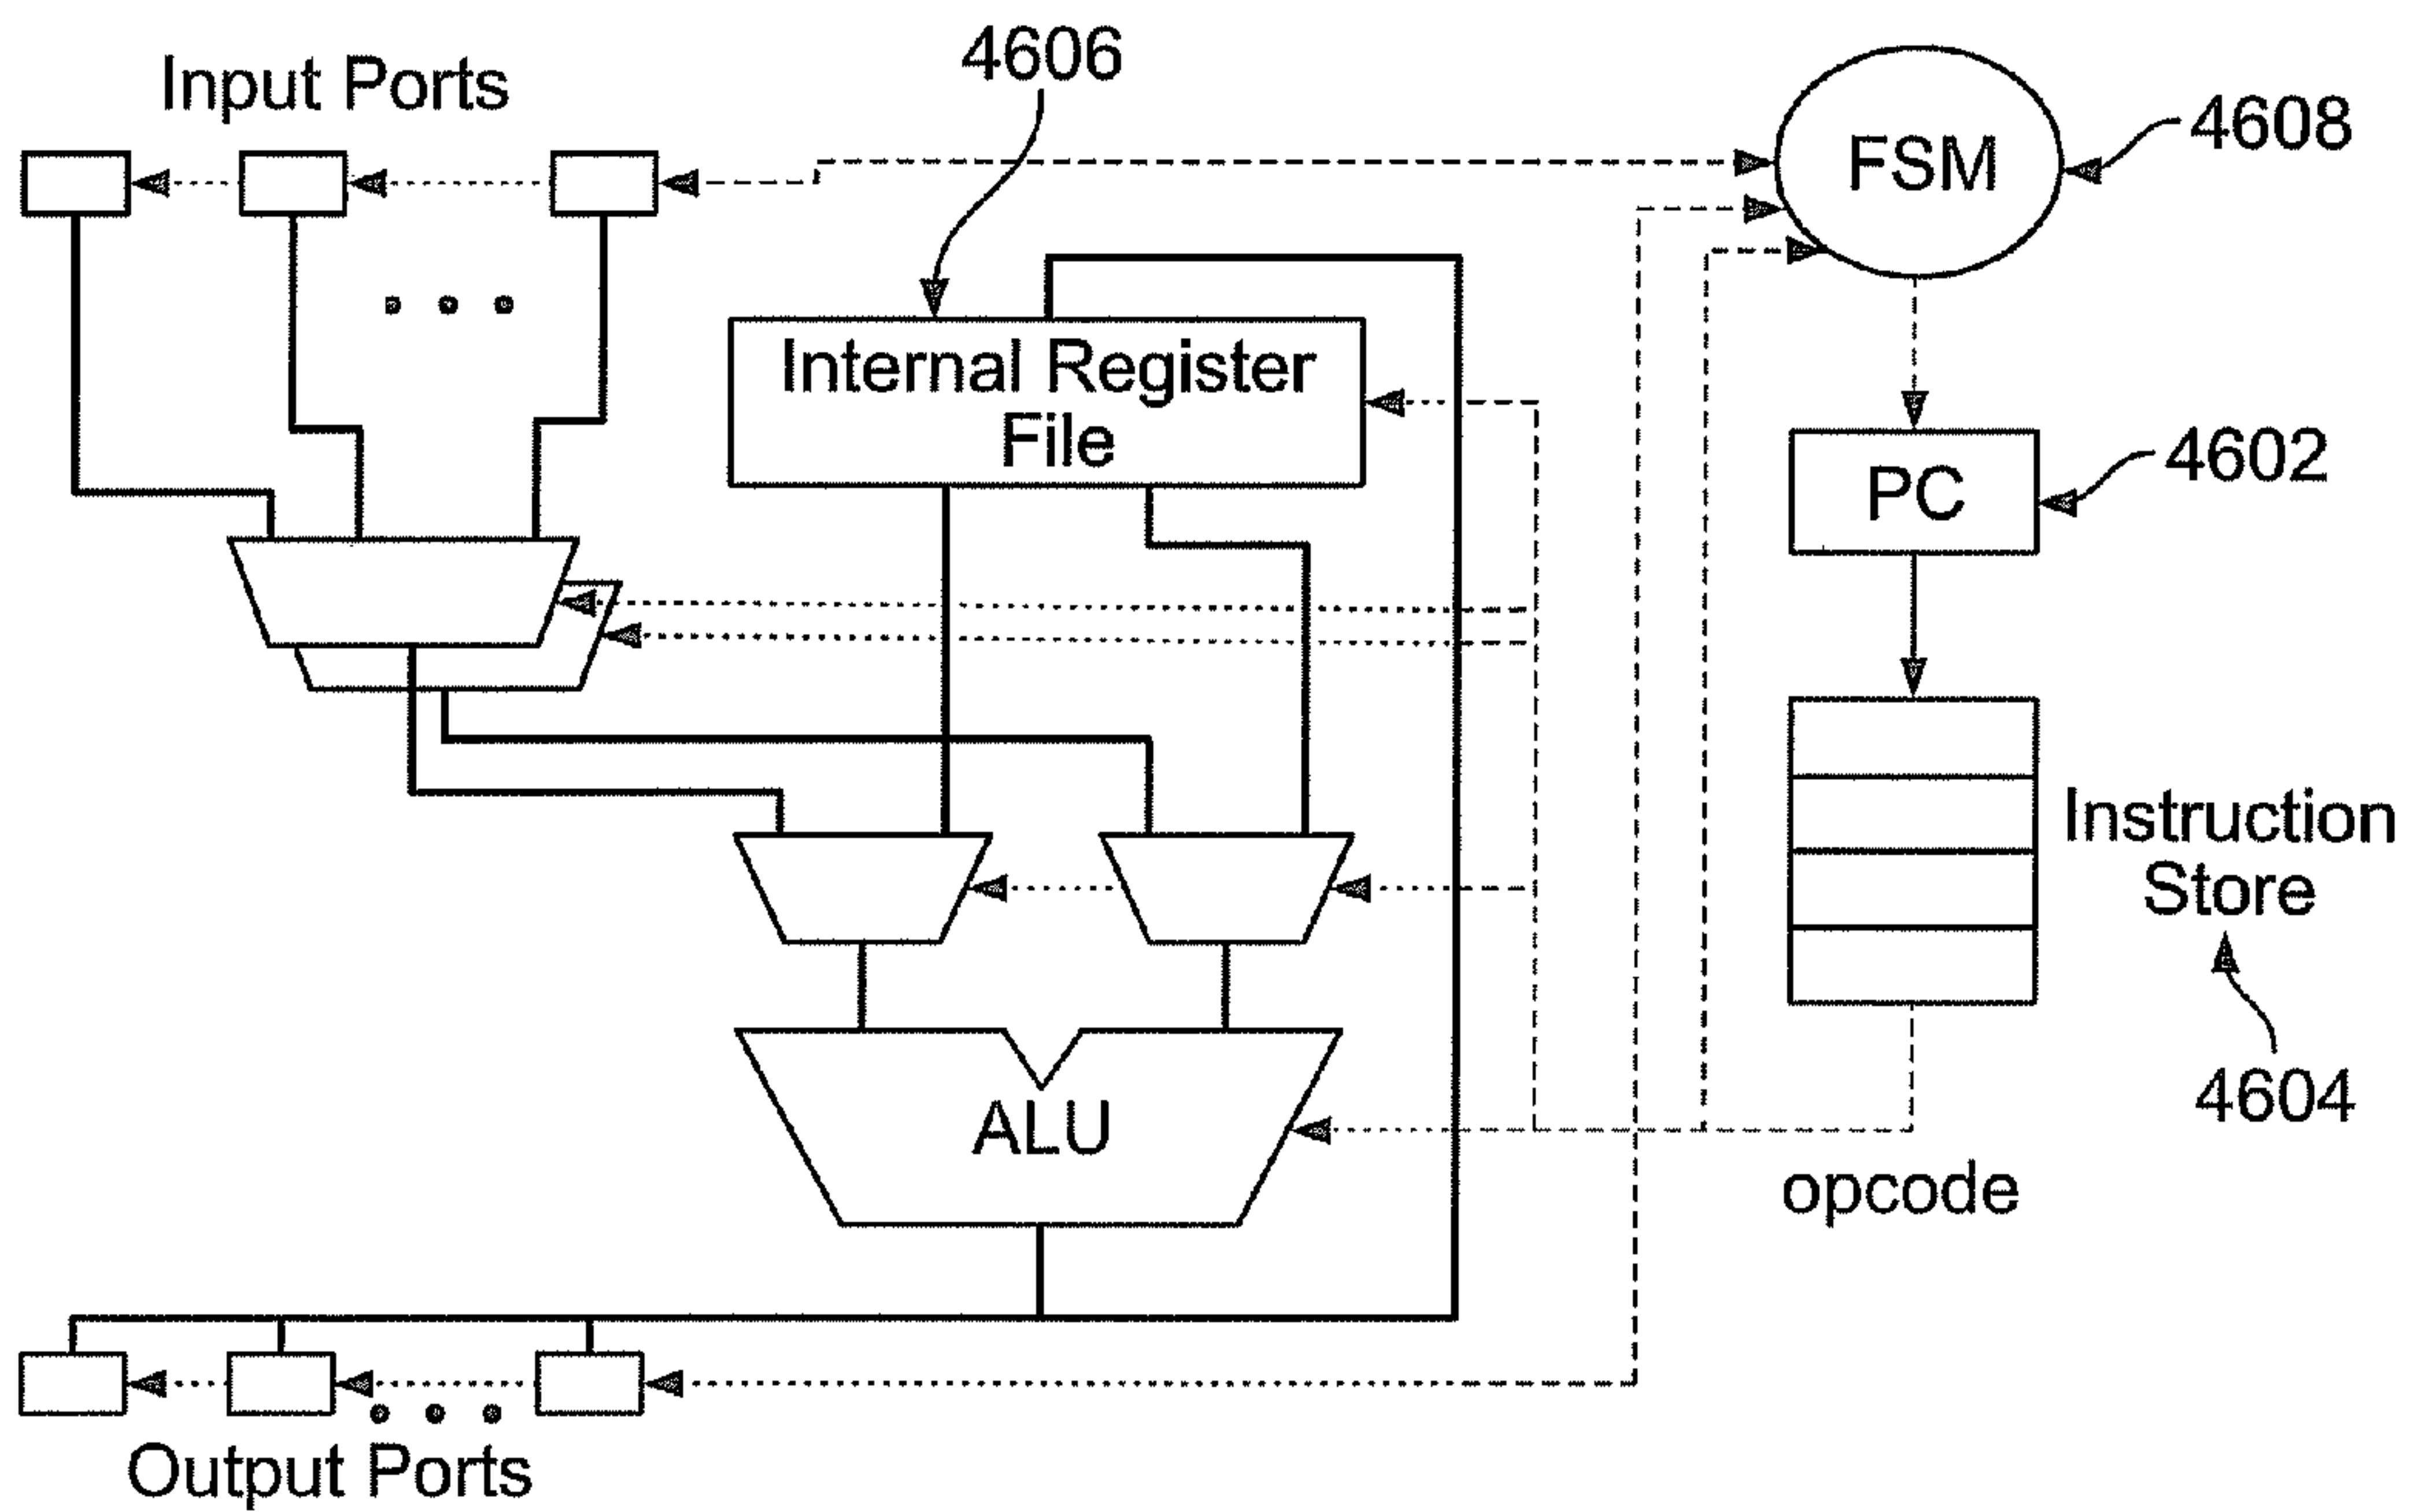 4606
Input Ports
FSM
4608
Internal Register
File
PC
4602
Instruction
Store
ALU
4604
opcode
Output Ports